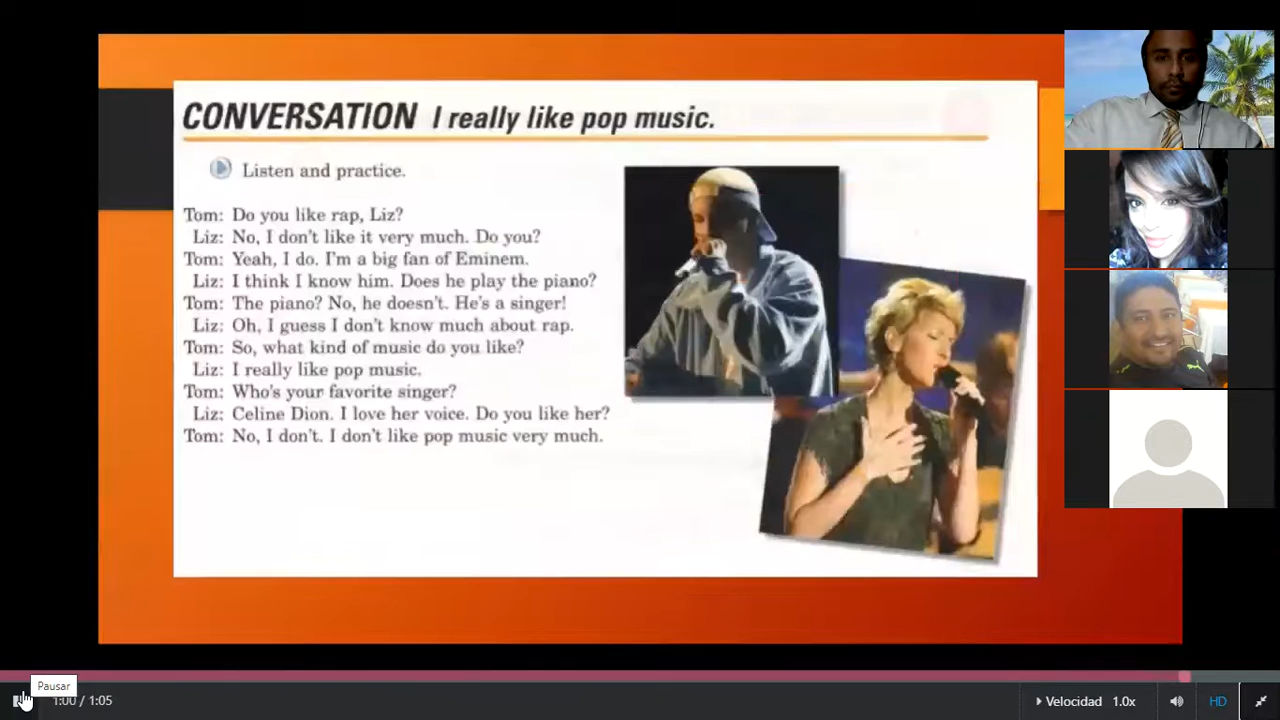 CONVERSATION I really like pop music.
Listen and practice.
Tom: Do you like rap, Liz?
Liz: No, I don't like it very much. Do you?
Tom: Yeah, I do. I'm a big fan of Eminem.
Liz: I think I know him. Does he play the piano?
Tom: The piano? No, he doesn't. He's a singer!
Liz: Oh, I guess I don't know much about rap.
Tom: So, what kind of music do you like?
Liz: I really like pop music.
Tom: Who's your favorite singer?
Liz: Celine Dion. I love her voice. Do you like her?
Tom: No, I don't. I don't like pop music very much.
Pausar
1:00 / 1:05
Velocidad 1.0x
HD